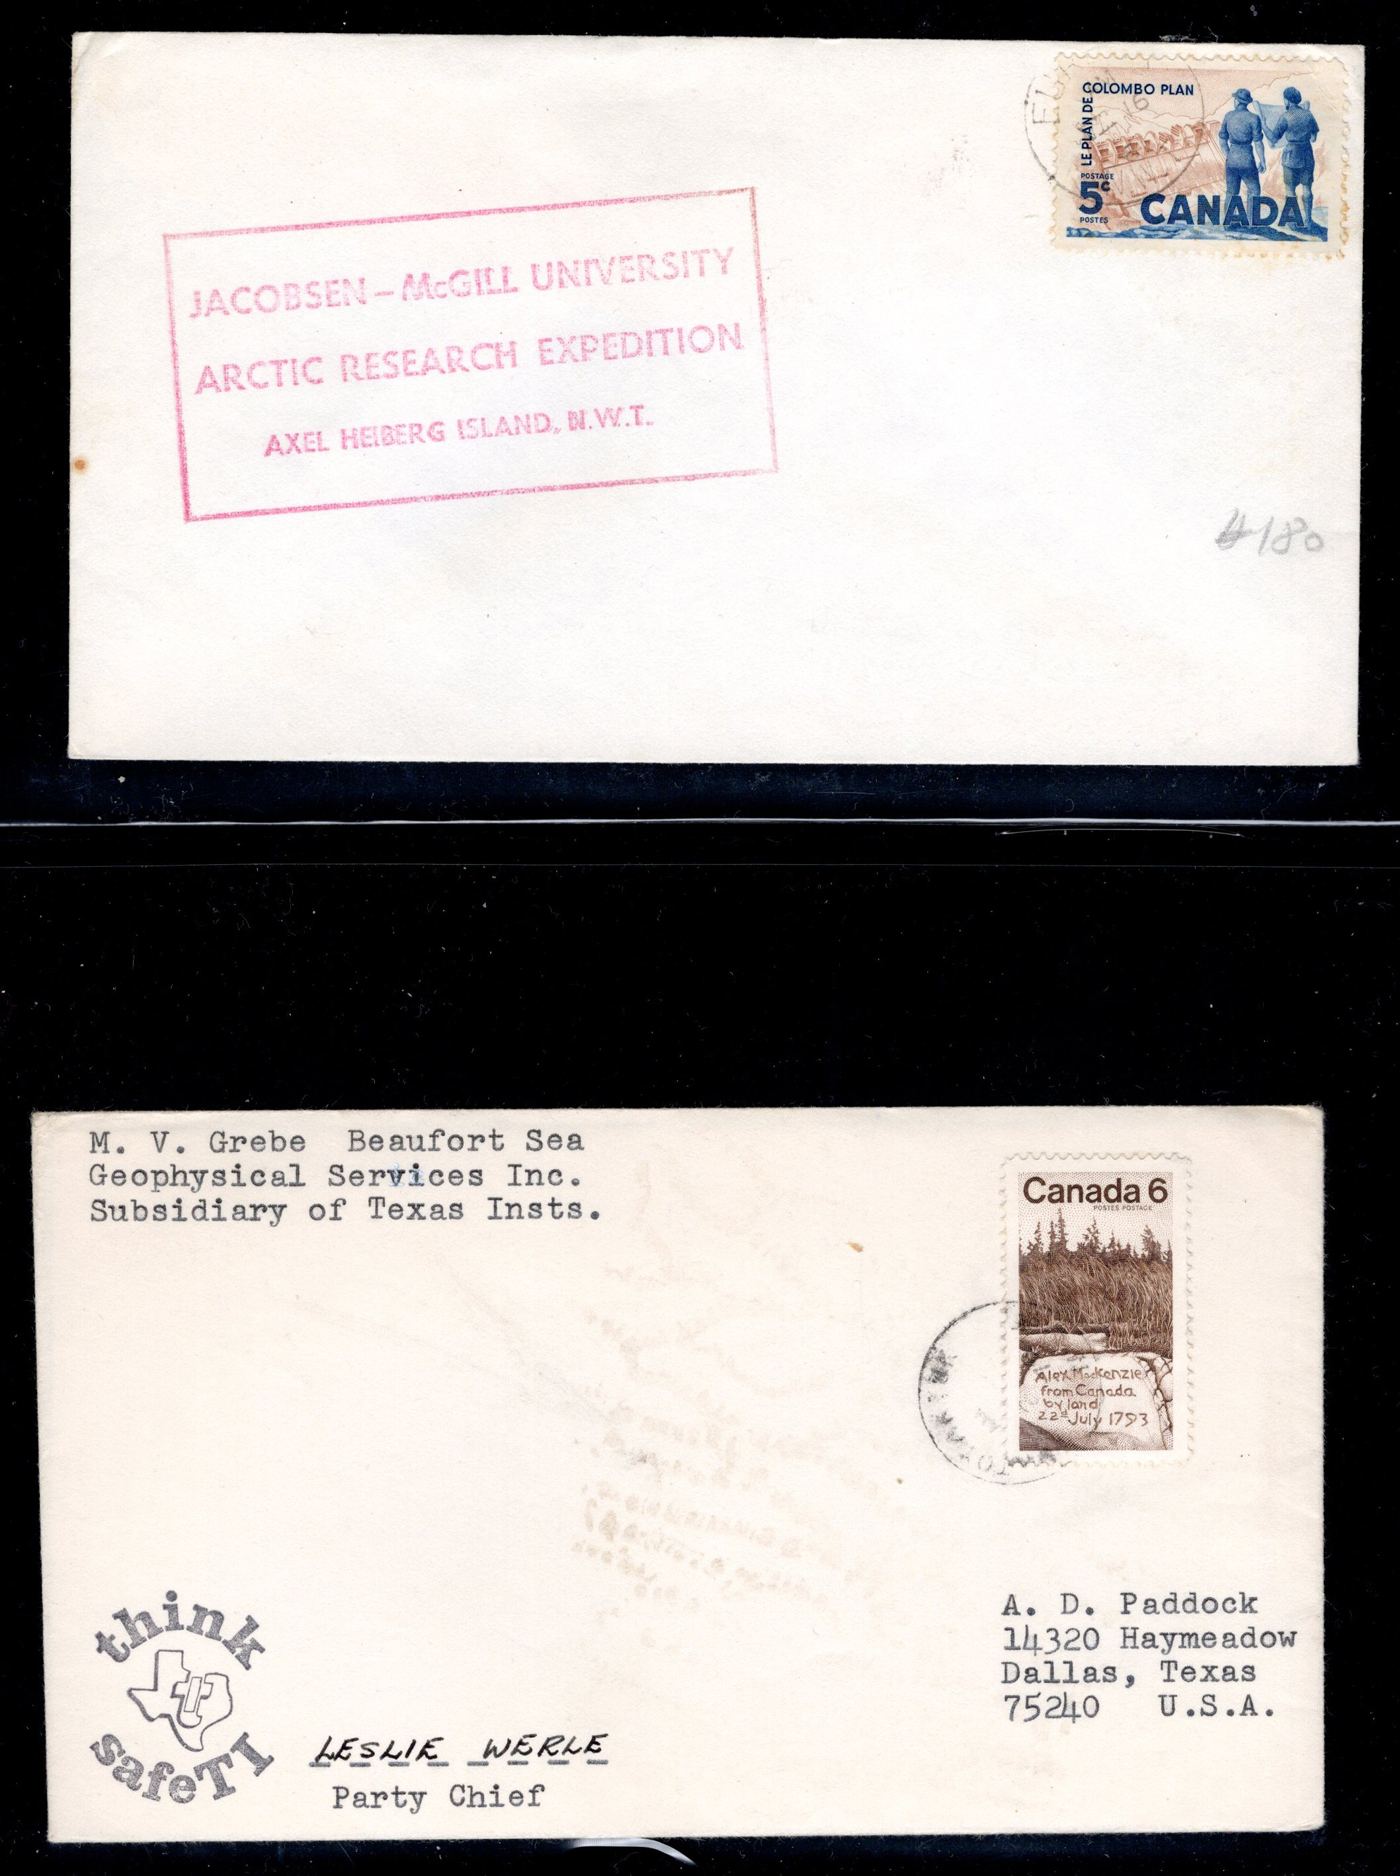 LE PLAN DE COLOMBO PLAN
POSTAGE
5c
POSTES
CANADA
JACOBSEN – McGILL UNIVERSITY
ARCTIC RESEARCH EXPEDITION
AXEL HEIBERG ISLAND, N.W.T.
180
M. V. Grebe Beaufort Sea
Geophysical Services Inc.
Subsidiary of Texas Insts.
Canada 6
POSTES POSTAGE
Alex MacKenzie
from Canada
by land
22d July 1793
A. D. Paddock
14320 Haymeadow
Dallas, Texas
75240 U.S.A.
think
safeTI
LESLIE WERLE
Party Chief